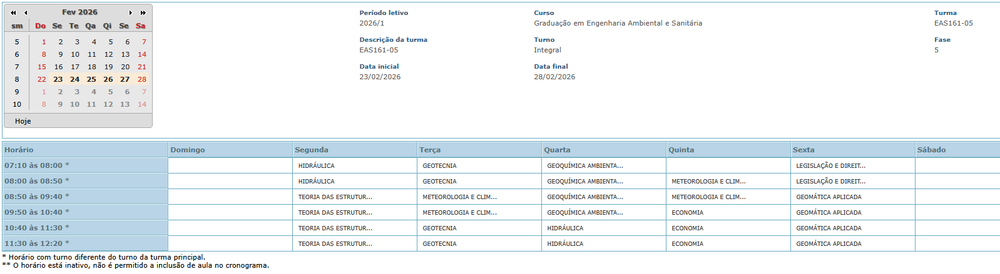 Fev 2026
sm Do Se Te Qa Qi Se Sa
5 1 2 3 4 5 6 7
6 8 9 10 11 12 13 14
7 15 16 17 18 19 20 21
8 22 23 24 25 26 27 28
9 1 2 3 4 5 6 7
10 8 9 10 11 12 13 14
Hoje
Período letivo Curso Turma
2026/1 Graduação em Engenharia Ambiental e Sanitária EAS161-05
Descrição da turma Turno Fase
EAS161-05 Integral 5
Data inicial Data final
23/02/2026 28/02/2026
Horário Domingo Segunda Terça Quarta Quinta Sexta Sábado
07:10 às 08:00 * HIDRÁULICA GEOTECNIA GEOQUÍMICA AMBIENTA... LEGISLAÇÃO E DIREIT...
08:00 às 08:50 * HIDRÁULICA GEOTECNIA GEOQUÍMICA AMBIENTA... METEOROLOGIA E CLIM... LEGISLAÇÃO E DIREIT...
08:50 às 09:40 * TEORIA DAS ESTRUTUR... METEOROLOGIA E CLIM... GEOQUÍMICA AMBIENTA... METEOROLOGIA E CLIM... GEOMÁTICA APLICADA
09:50 às 10:40 * TEORIA DAS ESTRUTUR... METEOROLOGIA E CLIM... GEOQUÍMICA AMBIENTA... ECONOMIA GEOMÁTICA APLICADA
10:40 às 11:30 * TEORIA DAS ESTRUTUR... GEOTECNIA HIDRÁULICA ECONOMIA GEOMÁTICA APLICADA
11:30 às 12:20 * TEORIA DAS ESTRUTUR... GEOTECNIA HIDRÁULICA ECONOMIA GEOMÁTICA APLICADA
* Horário com turno diferente do turno da turma principal.
** O horário está inativo, não é permitido a inclusão de aula no cronograma.